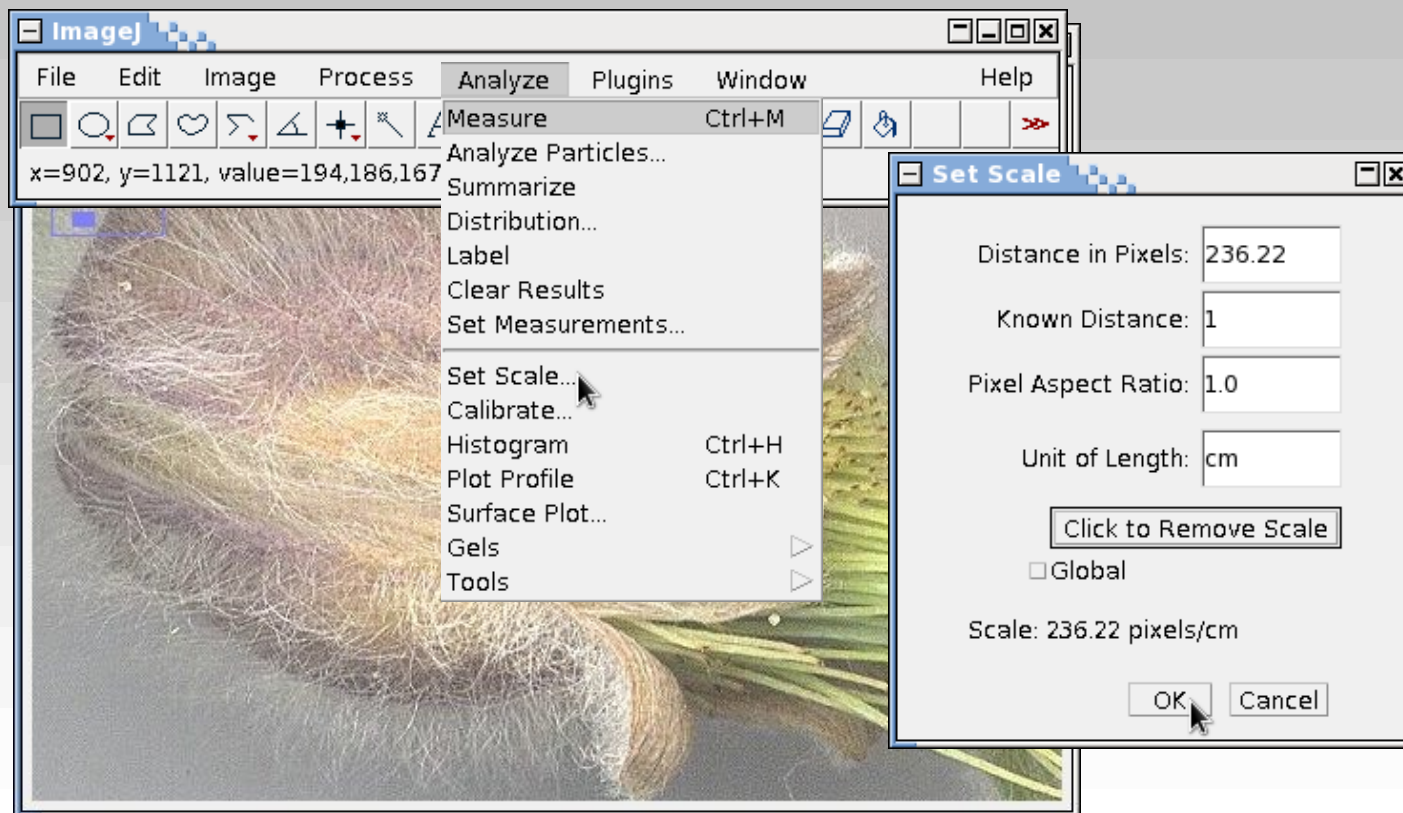 ImageJ
File Edit Image Process Analyze Plugins Window Help
x=902, y=1121, value=194,186,167
Measure Ctrl+M
Analyze Particles...
Summarize
Distribution...
Label
Clear Results
Set Measurements...
Set Scale...
Calibrate...
Histogram Ctrl+H
Plot Profile Ctrl+K
Surface Plot...
Gels
Tools
Set Scale
Distance in Pixels: 236.22
Known Distance: 1
Pixel Aspect Ratio: 1.0
Unit of Length: cm
Click to Remove Scale
Global
Scale: 236.22 pixels/cm
OK Cancel